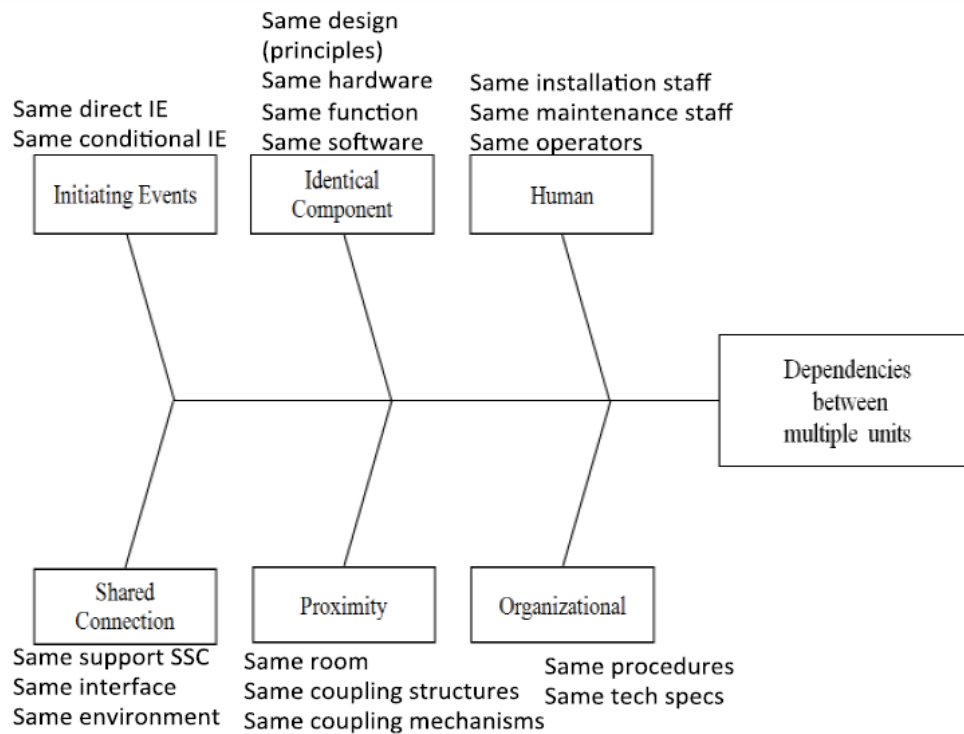 Same direct IE
Same conditional IE
Initiating Events
Same design
(principles)
Same hardware
Same function
Same software
Identical
Component
Same installation staff
Same maintenance staff
Same operators
Human
Dependencies
between
multiple units
Shared
Connection
Same support SSC
Same interface
Same environment
Proximity
Same room
Same coupling structures
Same coupling mechanisms
Organizational
Same procedures
Same tech specs